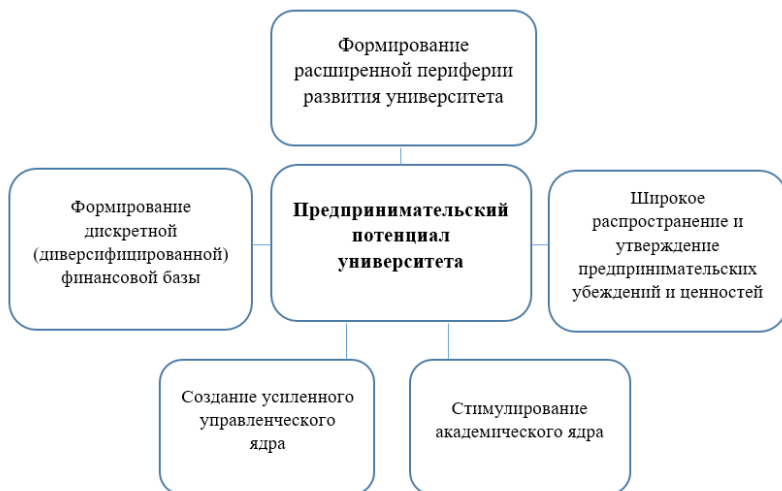 Формирование
расширенной периферии
развития университета
Формирование
дискретной
(диверсифицированной)
финансовой базы
Предпринимательский
потенциал
университета
Широкое
распространение и
утверждение
предпринимательских
убеждений и ценностей
Создание усиленного
управленческого
ядра
Стимулирование
академического ядра